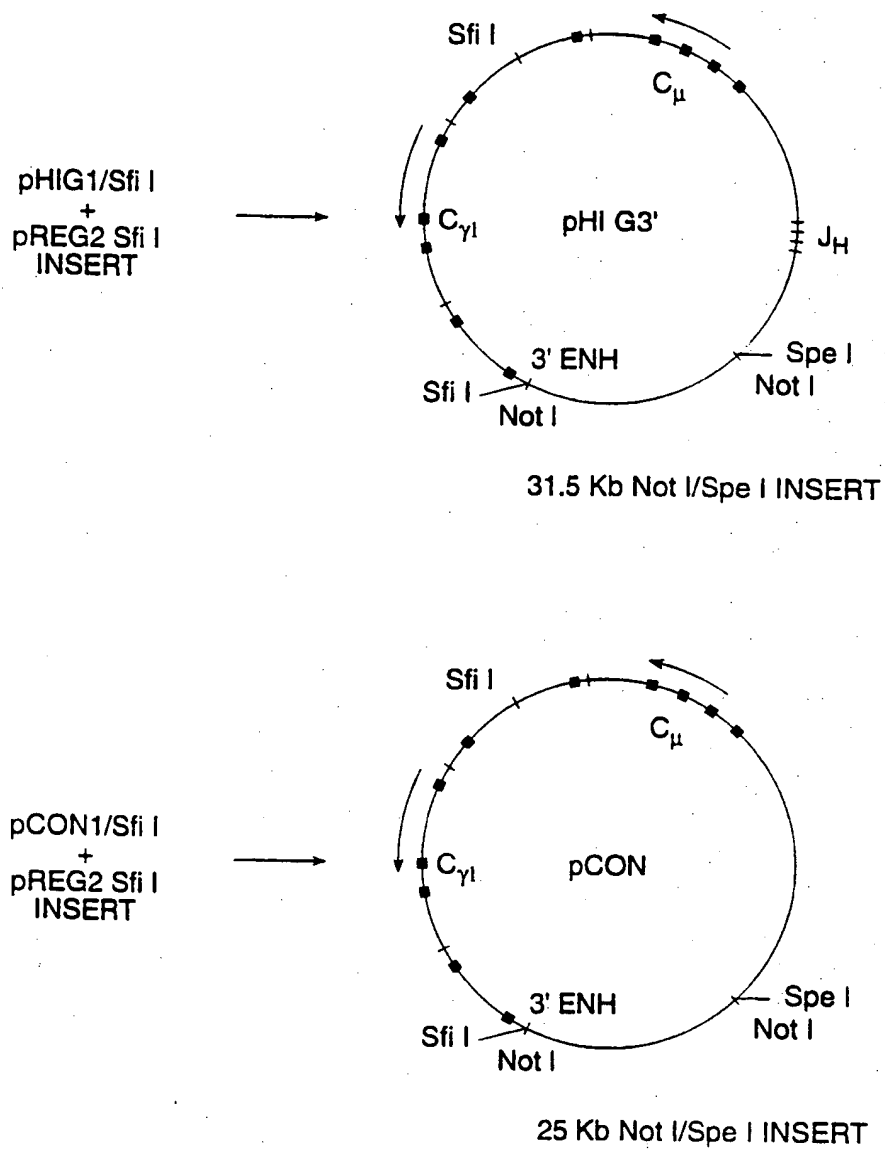 Sfi I
Cμ
pHIG1/Sfi I
+
pREG2 Sfi I
INSERT
Cγ1
pHI G3'
JH
3' ENH
Spe I
Sfi I
Not I
Not I
31.5 Kb Not I/Spe I INSERT
Sfi I
Cμ
pCON1/Sfi I
+
pREG2 Sfi I
INSERT
Cγ1
pCON
3' ENH
Spe I
Sfi I
Not I
Not I
25 Kb Not I/Spe I INSERT